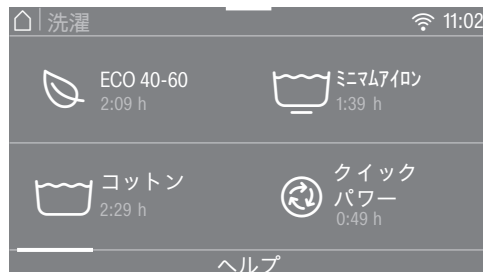 洗濯
11:02
ECO 40-60
2:09 h
ミニマムアイロン
1:39 h
コットン
2:29 h
クイック
パワー
0:49 h
ヘルプ